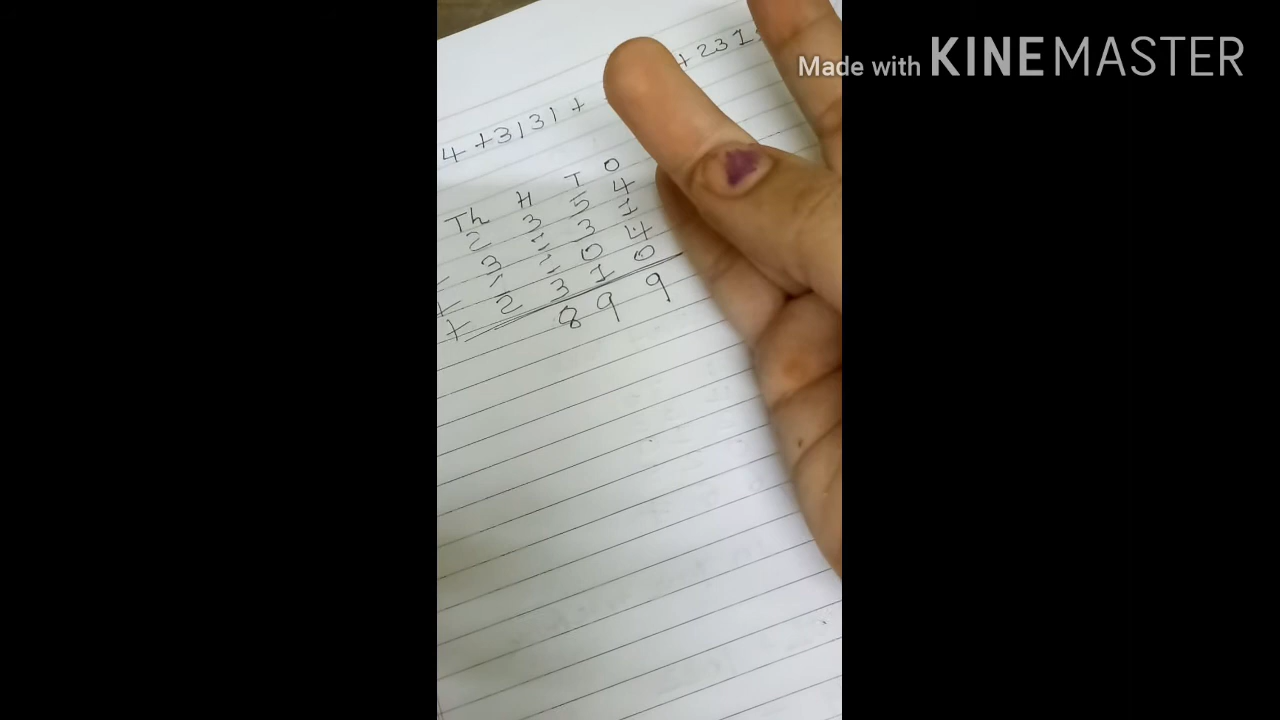 Made with KINEMASTER
4 + 3131 + + 231
Th H T O
2 3 5 4
3 1 3 1
+ 1 1 0 4
+ 2 3 1 0
8 9 9